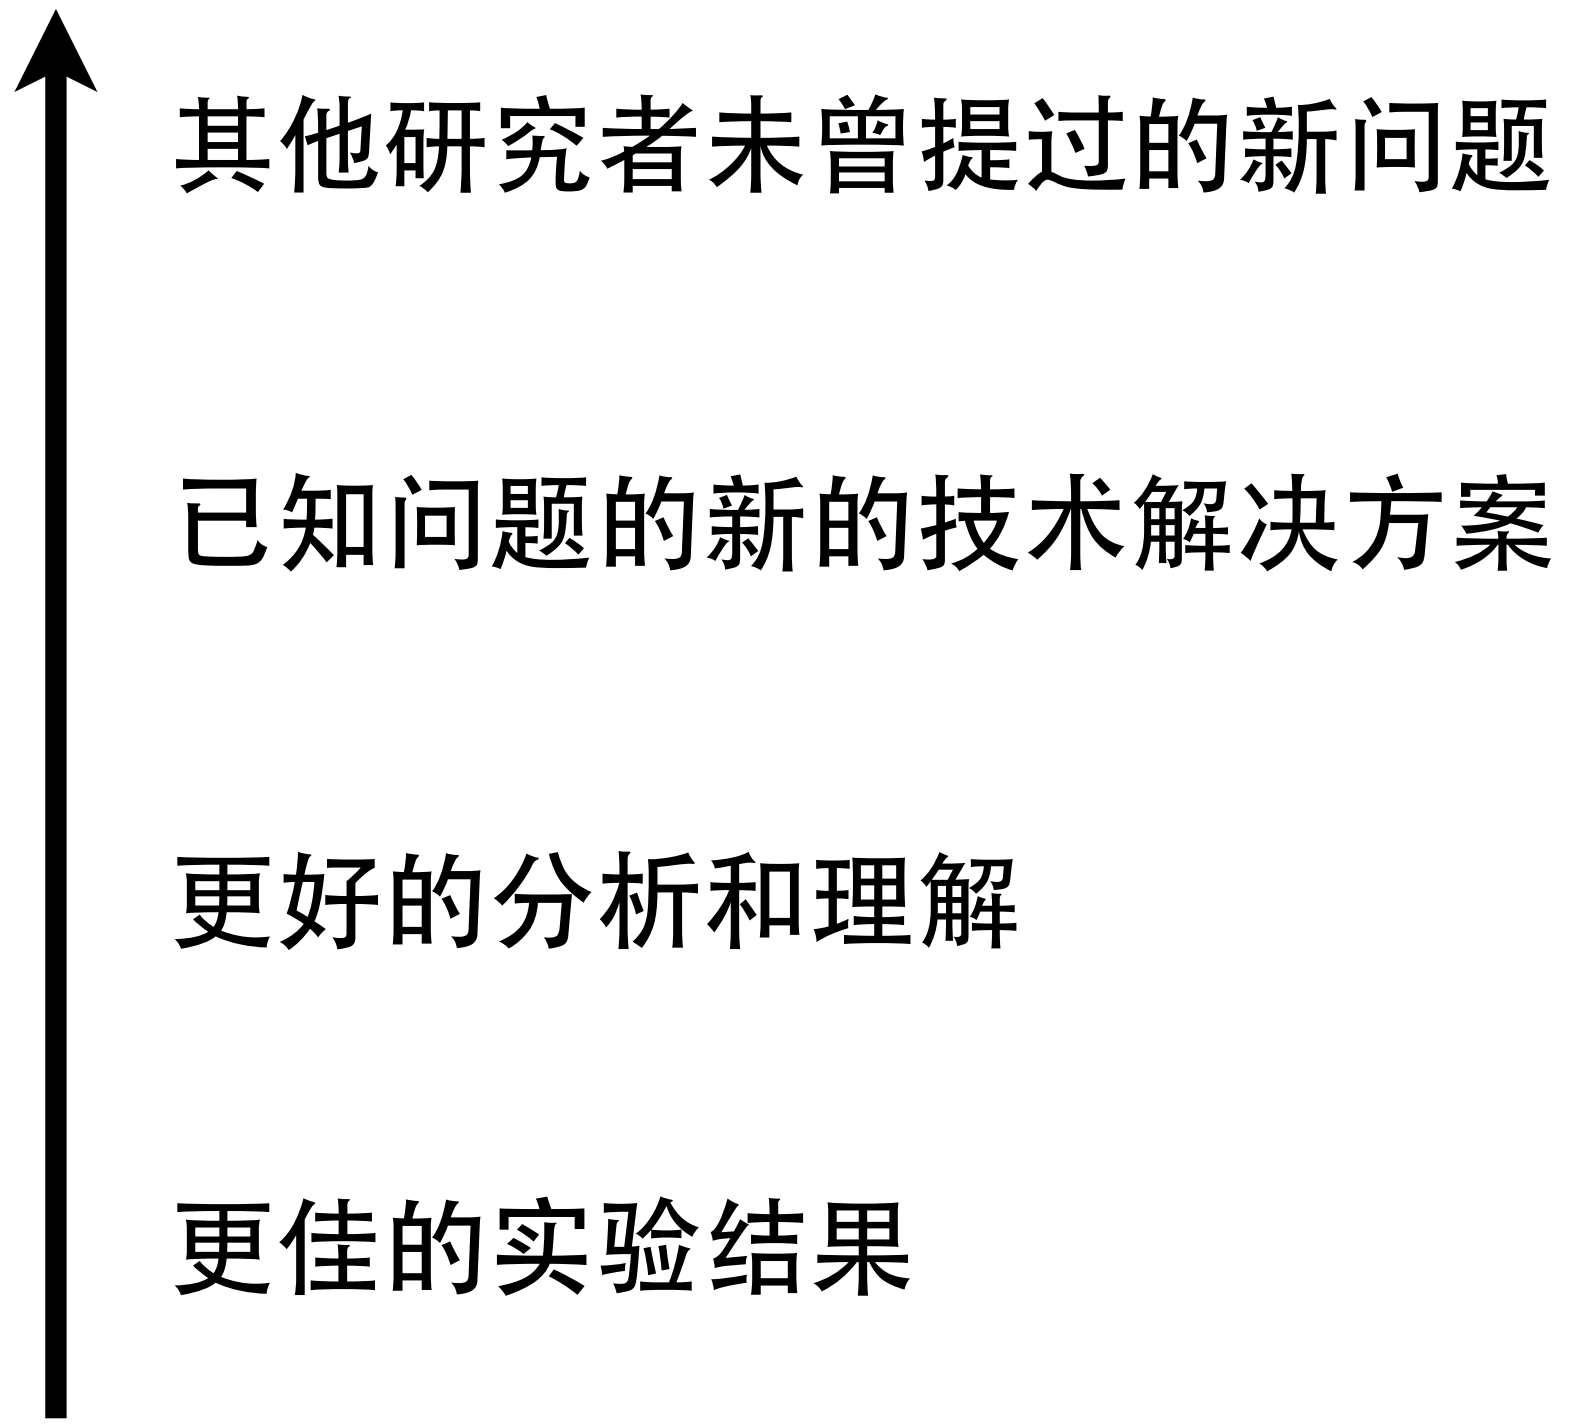 其他研究者未曾提过的新问题
已知问题的新的技术解决方案
更好的分析和理解
更佳的实验结果